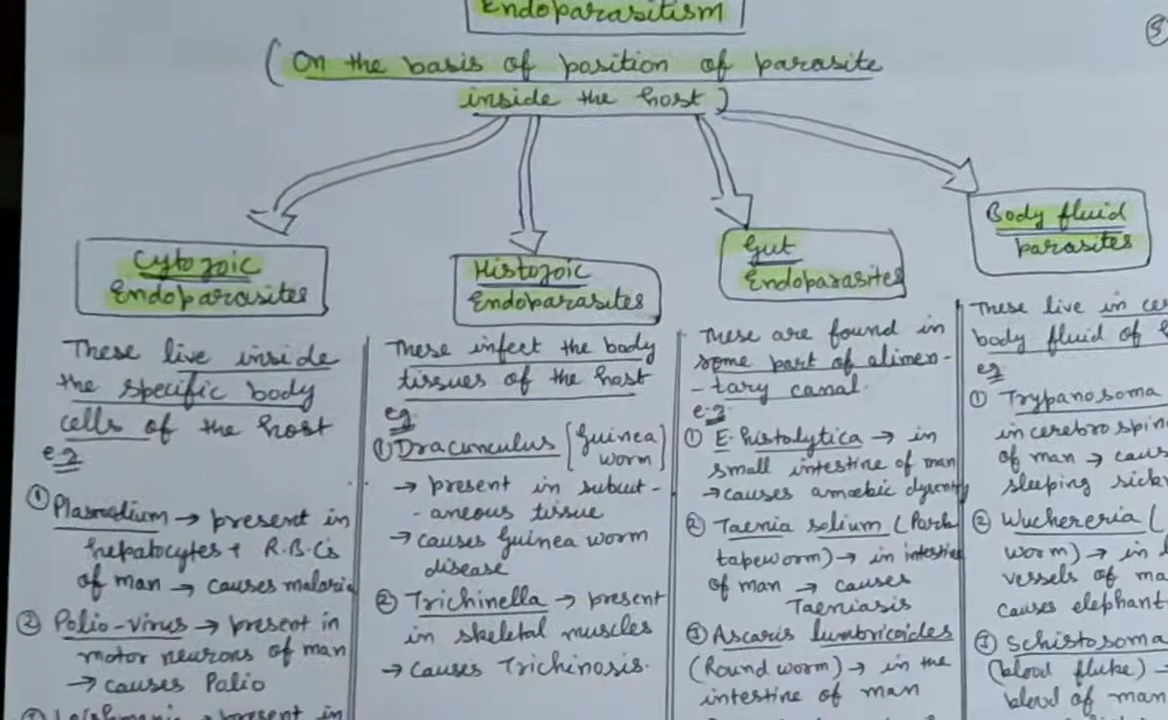 Endoparasitism
(On the basis of position of parasite
inside the host)
5
Cytozoic
Endoparasites
These live inside
the specific body
cells of the host
eg
① Plasmodium → present in
hepatocytes + R.B.Cs
of man → causes malaria
② Polio-virus → present in
motor neurons of man
→ causes Polio
present in
Histozoic
Endoparasites
These infect the body
tissues of the host
eg
① Dracunculus [Guinea
worm]
→ present in subcut-
-aneous tissue
→ causes Guinea worm
disease
② Trichinella → present
in skeletal muscles
→ causes Trichinosis.
Gut
Endoparasites
These are found in
some part of alimen-
-tary canal.
e.g
① E. histolytica → in
small intestine of man
→ causes amoebic dysentry
② Taenia solium (Pork
tapeworm) → in intestine
of man → causes
Taeniasis
③ Ascaris lumbricoides
(Round worm) → in the
intestine of man
Body fluid
parasites
These live in
body fluid of
eg
① Trypanosoma
in cerebrospin
of man → caus
sleeping sick
② Wuchereria (
worm) → in
vessels of ma
causes elephant
③ Schistosoma
(blood fluke) →
blood of man